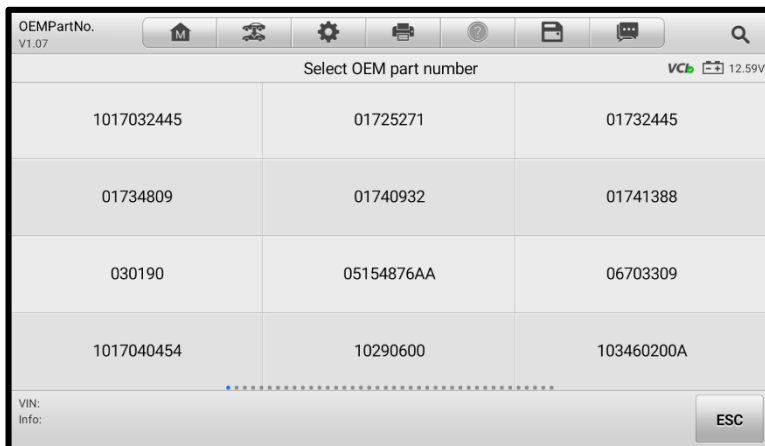 OEMPartNo.
V1.07
M
Select OEM part number
VCI 12.59V
1017032445 01725271 01732445
01734809 01740932 01741388
030190 05154876AA 06703309
1017040454 10290600 103460200A
VIN:
Info:
ESC